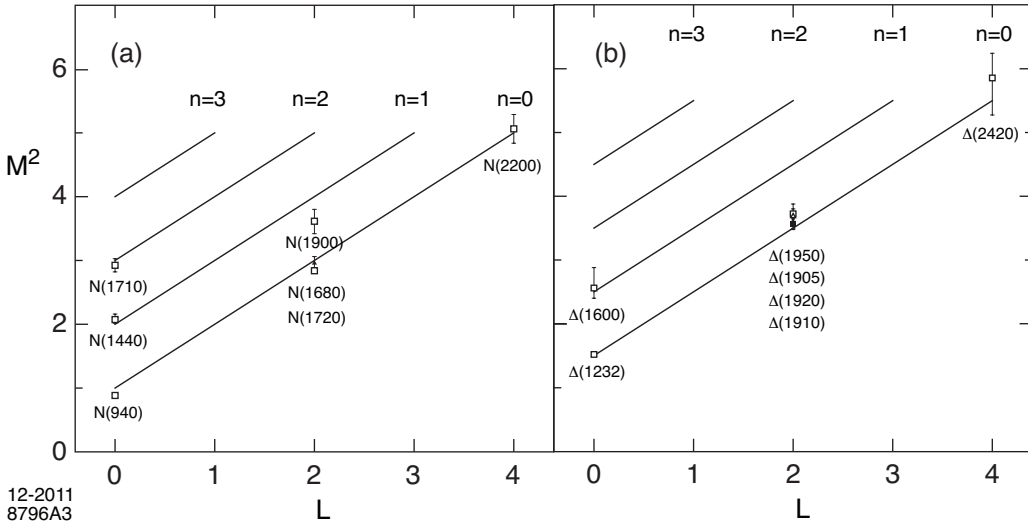 (a)
n=3 n=2 n=1 n=0
M²
6
4
2
0
N(2200)
N(1900)
N(1710)
N(1680)
N(1720)
N(1440)
N(940)
0 1 2 3 4
L
(b)
n=3 n=2 n=1 n=0
Δ(2420)
Δ(1950)
Δ(1905)
Δ(1920)
Δ(1910)
Δ(1600)
Δ(1232)
0 1 2 3 4
L
12-2011
8796A3